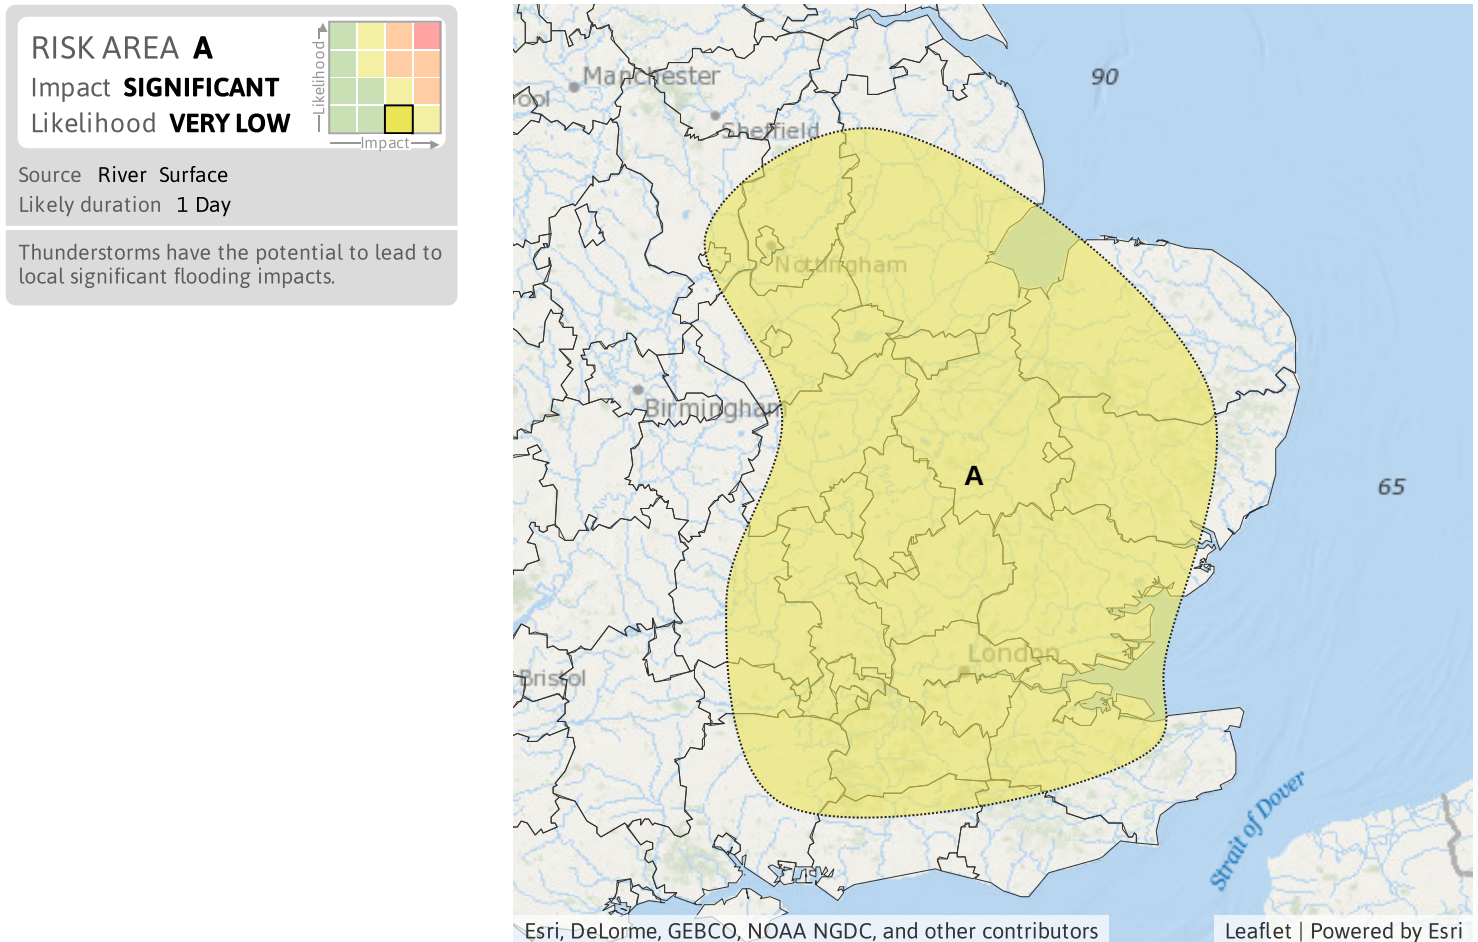 RISK AREA A
Impact SIGNIFICANT
Likelihood VERY LOW
Likelihood
Impact
Source River Surface
Likely duration 1 Day
Thunderstorms have the potential to lead to
local significant flooding impacts.
Manchester
90
ool
Sheffield
Nottingham
Birmingham
A
65
London
Bristol
Strait of Dover
Esri, DeLorme, GEBCO, NOAA NGDC, and other contributors
Leaflet | Powered by Esri